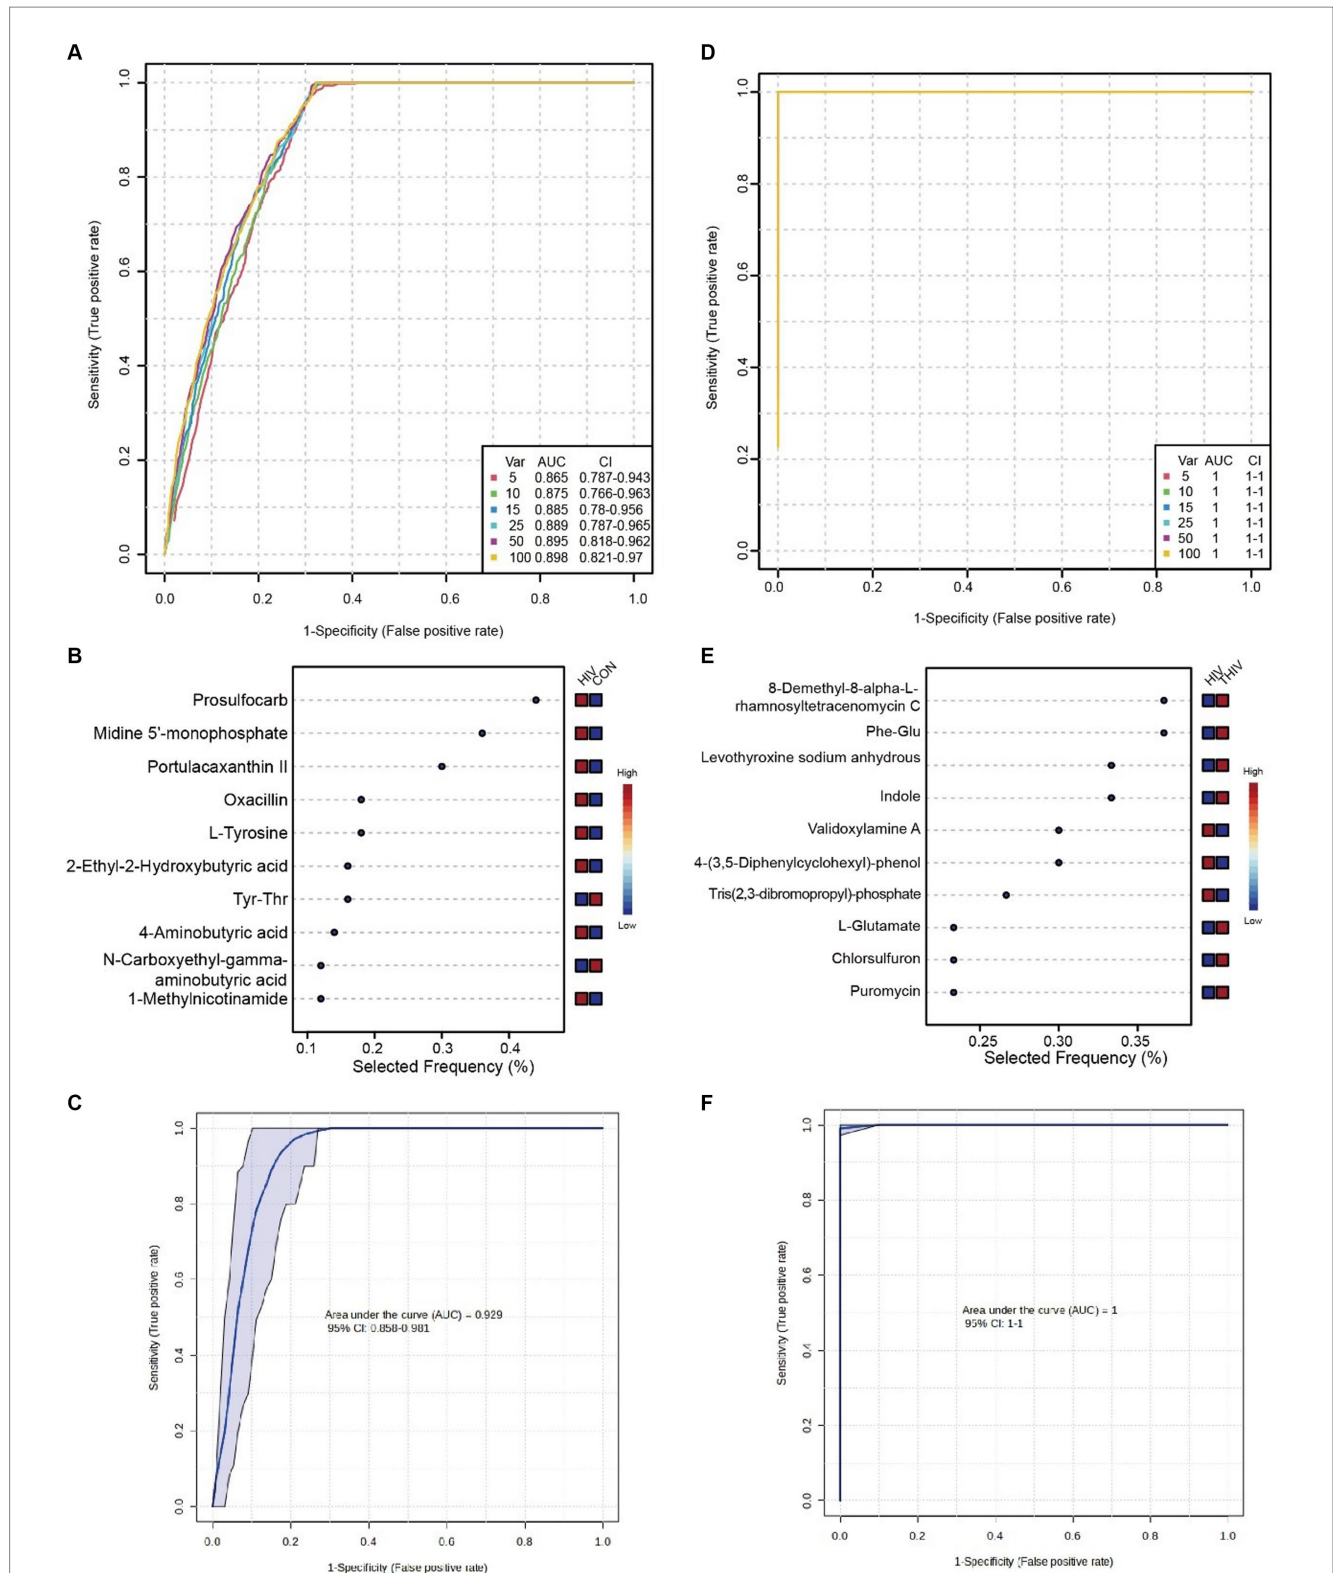 A
1.0
0.8
0.6
0.4
0.2
0.0
Sensitivity (True positive rate)
Var AUC CI
5 0.865 0.787-0.943
10 0.875 0.766-0.963
15 0.885 0.78-0.956
25 0.889 0.787-0.965
50 0.895 0.818-0.962
100 0.898 0.821-0.97
0.0 0.2 0.4 0.6 0.8 1.0
1-Specificity (False positive rate)
D
1.0
0.8
0.6
0.4
0.2
0.0
Sensitivity (True positive rate)
Var AUC CI
5 1 1-1
10 1 1-1
15 1 1-1
25 1 1-1
50 1 1-1
100 1 1-1
0.0 0.2 0.4 0.6 0.8 1.0
1-Specificity (False positive rate)
B
HIV CON
Prosulfocarb
Midine 5'-monophosphate
Portulacaxanthin II
Oxacillin
L-Tyrosine
2-Ethyl-2-Hydroxybutyric acid
Tyr-Thr
4-Aminobutyric acid
N-Carboxyethyl-gamma-
aminobutyric acid
1-Methylnicotinamide
High
Low
0.1 0.2 0.3 0.4
Selected Frequency (%)
E
HIV THIV
8-Demethyl-8-alpha-L-
rhamnosyltetracenomycin C
Phe-Glu
Levothyroxine sodium anhydrous
Indole
Validoxylamine A
4-(3,5-Diphenylcyclohexyl)-phenol
Tris(2,3-dibromopropyl)-phosphate
L-Glutamate
Chlorsulfuron
Puromycin
High
Low
0.25 0.30 0.35
Selected Frequency (%)
C
1.0
0.8
0.6
0.4
0.2
0.0
Sensitivity (True positive rate)
Area under the curve (AUC) = 0.929
95% CI: 0.858-0.981
0.0 0.2 0.4 0.6 0.8 1.0
1-Specificity (False positive rate)
F
1.0
0.8
0.6
0.4
0.2
0.0
Sensitivity (True positive rate)
Area under the curve (AUC) = 1
95% CI: 1-1
0.0 0.2 0.4 0.6 0.8 1.0
1-Specificity (False positive rate)